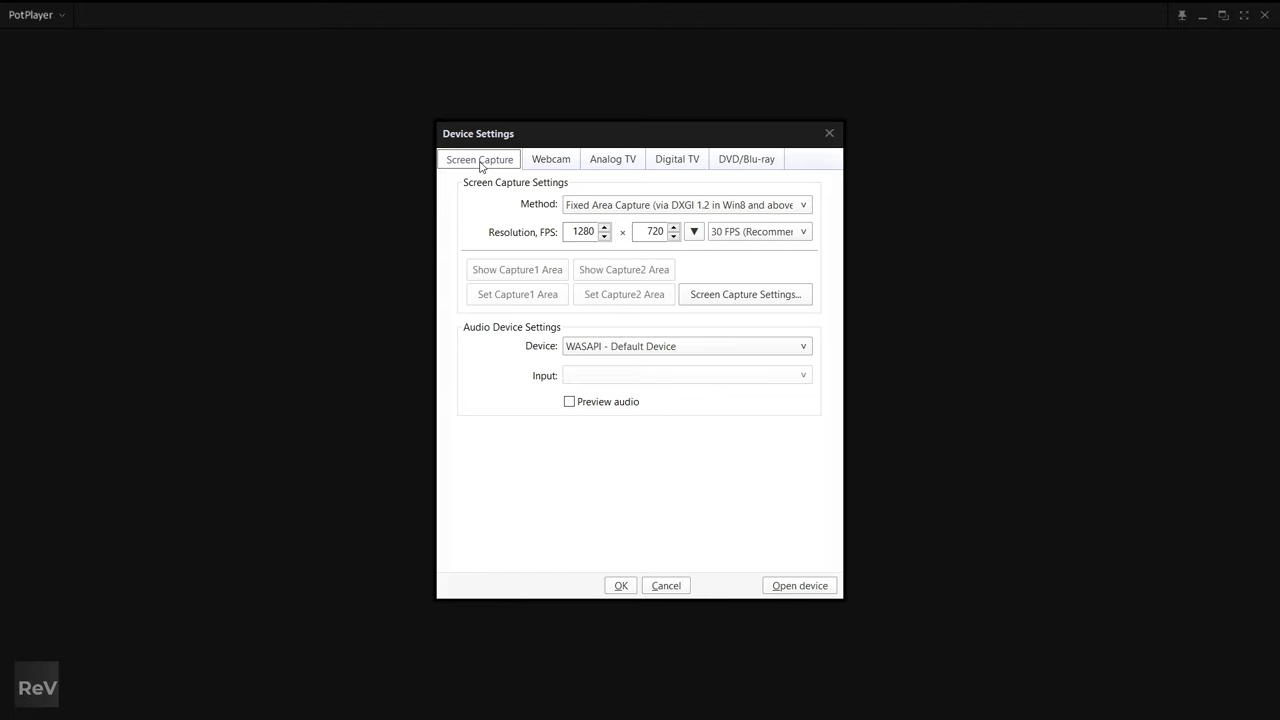 PotPlayer
Device Settings
Screen Capture Webcam Analog TV Digital TV DVD/Blu-ray
Screen Capture Settings
Method: Fixed Area Capture (via DXGI 1.2 in Win8 and above
Resolution, FPS: 1280 × 720 30 FPS (Recommer
Show Capture1 Area Show Capture2 Area
Set Capture1 Area Set Capture2 Area Screen Capture Settings...
Audio Device Settings
Device: WASAPI - Default Device
Input:
Preview audio
OK Cancel Open device
ReV